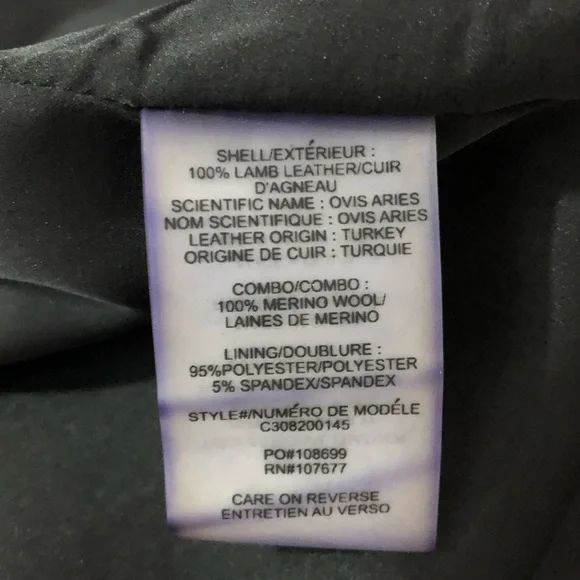 SHELL/EXTÉRIEUR :
100% LAMB LEATHER/CUIR
D'AGNEAU
SCIENTIFIC NAME : OVIS ARIES
NOM SCIENTIFIQUE : OVIS ARIES
LEATHER ORIGIN : TURKEY
ORIGINE DE CUIR : TURQUIE
COMBO/COMBO :
100% MERINO WOOL/
LAINES DE MERINO
LINING/DOUBLURE :
95%POLYESTER/POLYESTER
5% SPANDEX/SPANDEX
STYLE#/NUMÉRO DE MODÉLE
C308200145
PO#108699
RN#107677
CARE ON REVERSE
ENTRETIEN AU VERSO